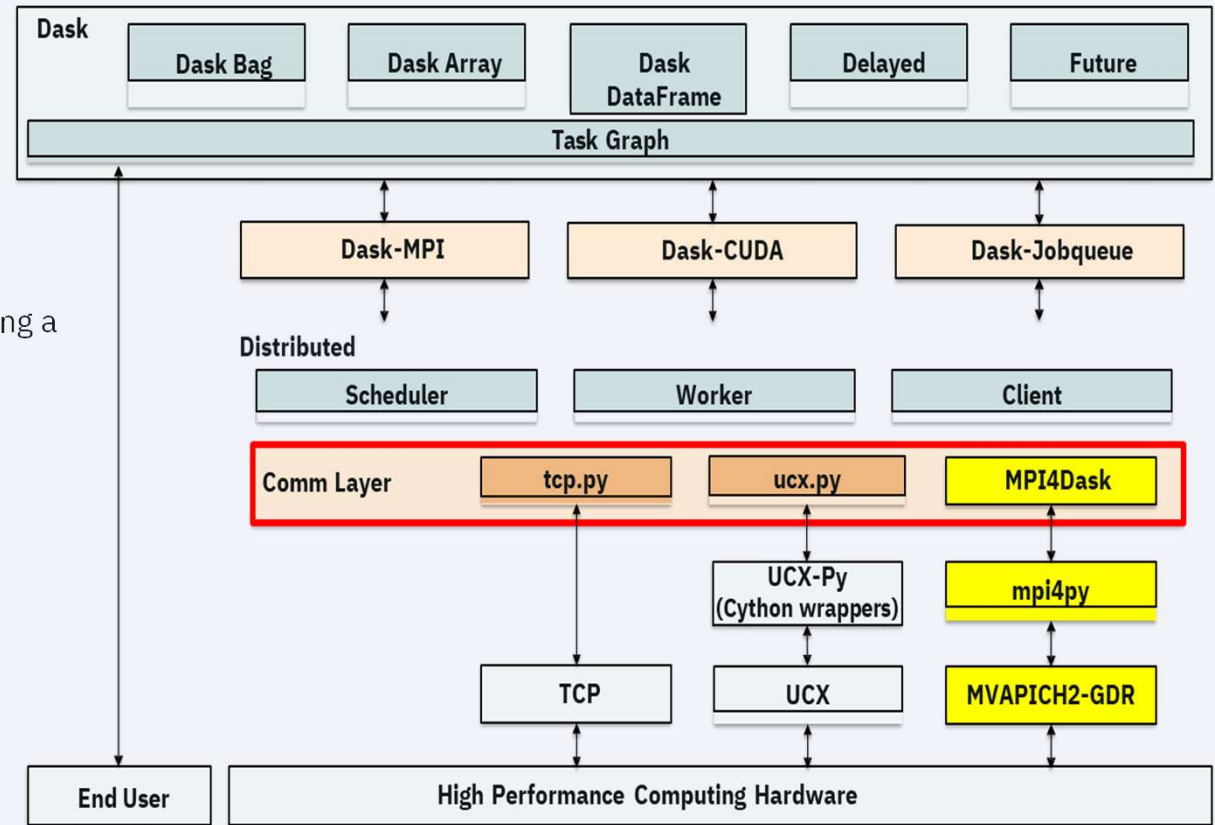 Dask
Dask Bag
Dask Array
Dask
DataFrame
Delayed
Future
Task Graph
Dask-MPI
Dask-CUDA
Dask-Jobqueue
ng a
Distributed
Scheduler
Worker
Client
Comm Layer
tcp.py
ucx.py
MPI4Dask
UCX-Py
(Cython wrappers)
mpi4py
TCP
UCX
MVAPICH2-GDR
End User
High Performance Computing Hardware